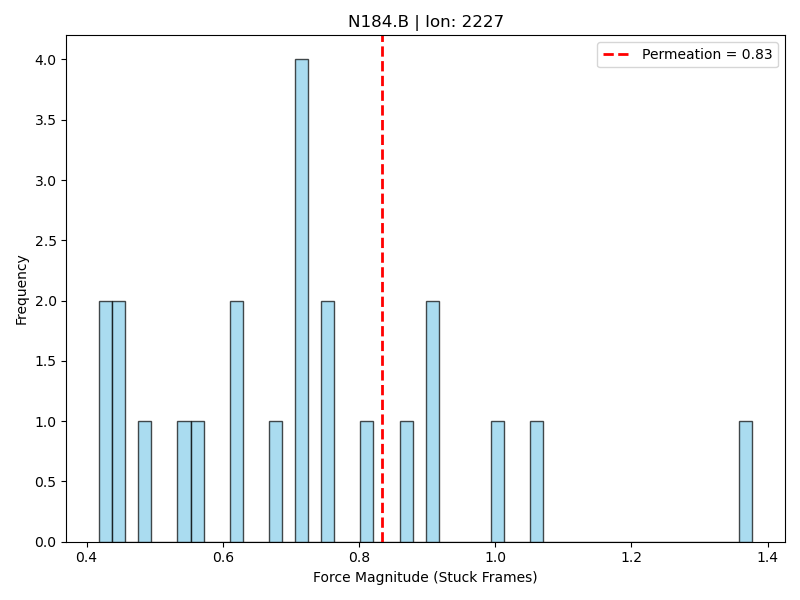 N184.B | Ion: 2227
Permeation = 0.83
Frequency
4.0
3.5
3.0
2.5
2.0
1.5
1.0
0.5
0.0
0.4 0.6 0.8 1.0 1.2 1.4
Force Magnitude (Stuck Frames)